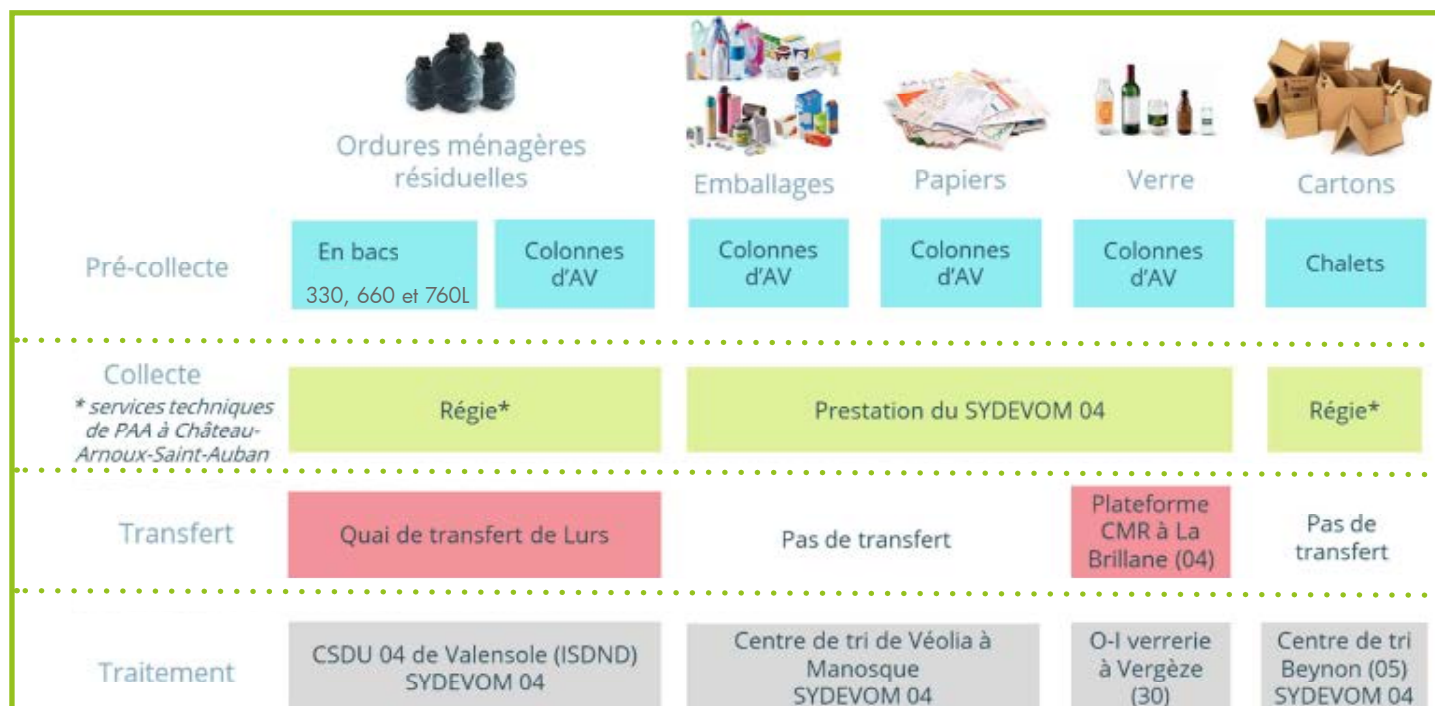 Ordures ménagères
résiduelles
Emballages
Papiers
Verre
Cartons
Pré-collecte
En bacs
330, 660 et 760L
Colonnes
d'AV
Colonnes
d'AV
Colonnes
d'AV
Colonnes
d'AV
Chalets
Collecte
* services techniques
de PAA à Château-
Arnoux-Saint-Auban
Régie*
Prestation du SYDEVOM 04
Régie*
Transfert
Quai de transfert de Lurs
Pas de transfert
Plateforme
CMR à La
Brillane (04)
Pas de
transfert
Traitement
CSDU 04 de Valensole (ISDND)
SYDEVOM 04
Centre de tri de Véolia à
Manosque
SYDEVOM 04
O-I verrerie
à Vergèze
(30)
Centre de tri
Beynon (05)
SYDEVOM 04